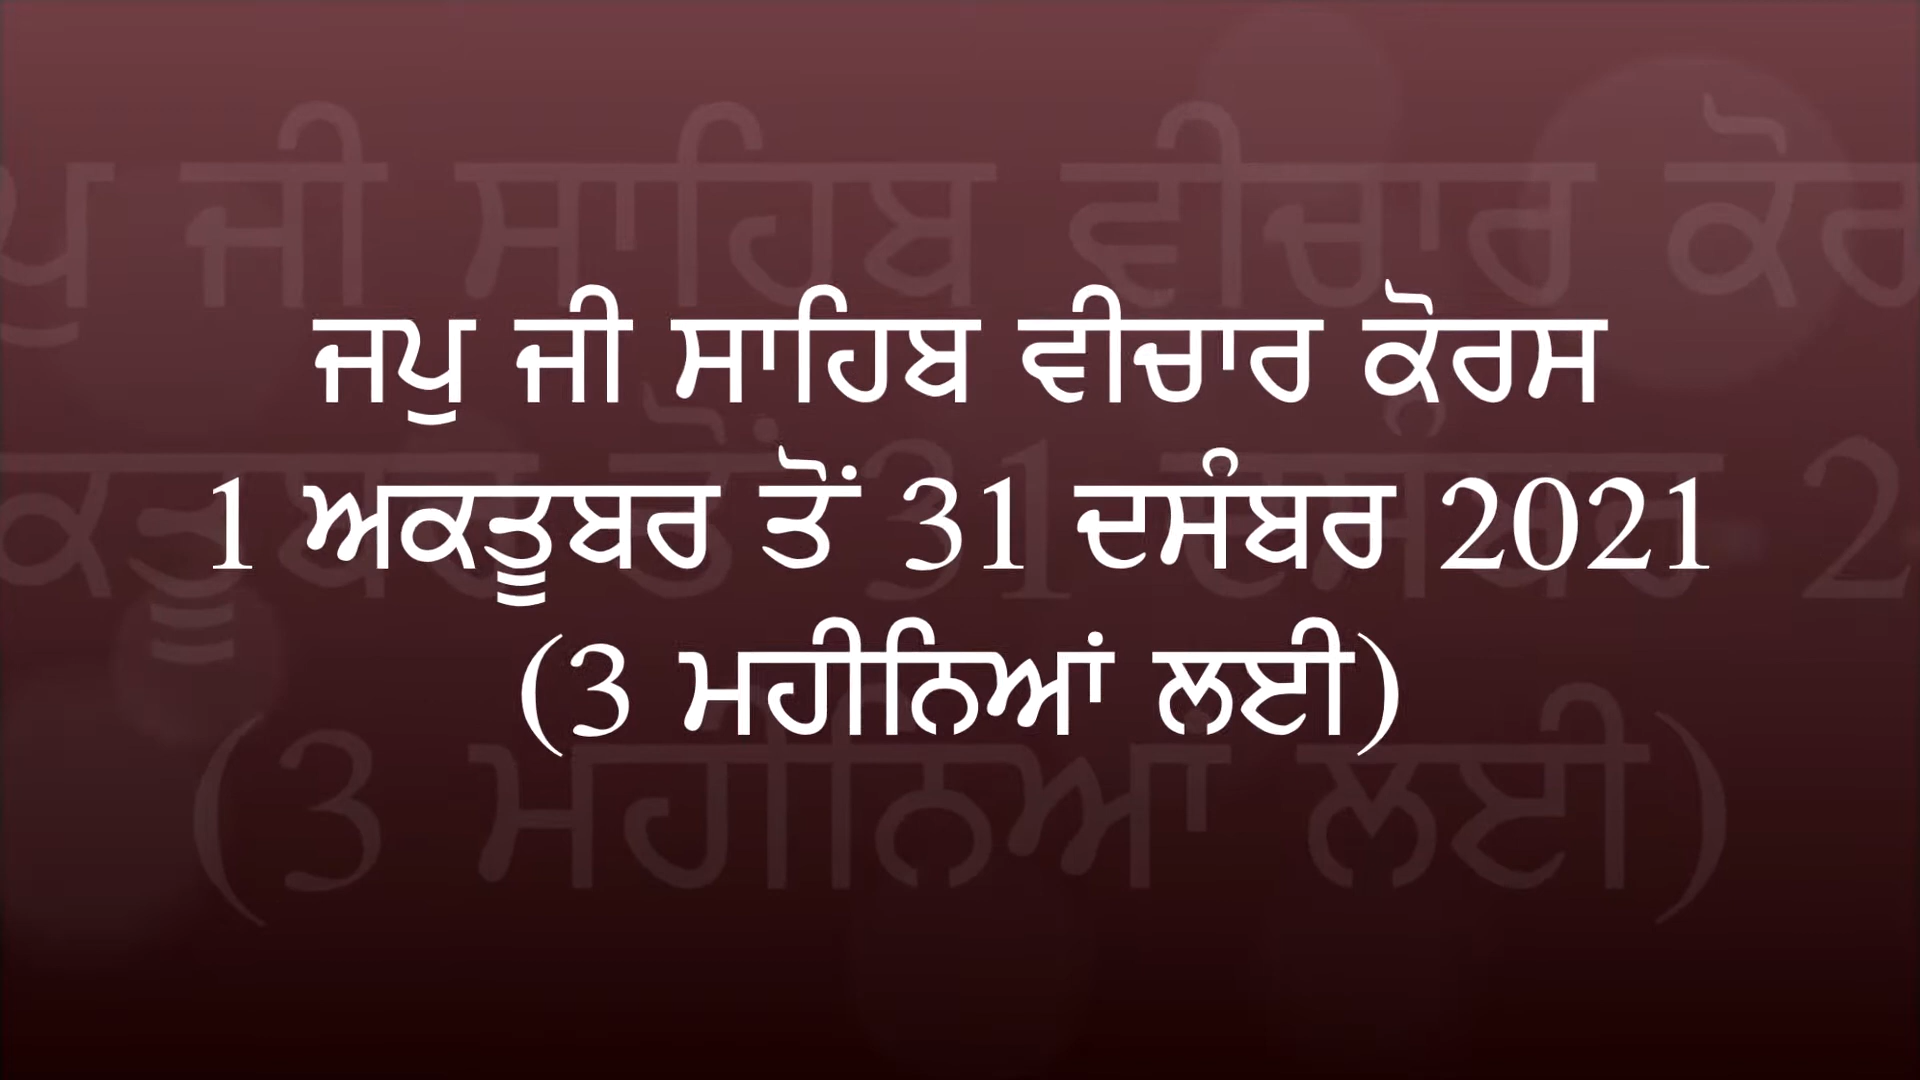 ਜਪੁ ਜੀ ਸਾਹਿਬ ਵੀਚਾਰ ਕੋਰਸ
1 ਅਕਤੂਬਰ ਤੋਂ 31 ਦਸੰਬਰ 2021
(3 ਮਹੀਨਿਆਂ ਲਈ)